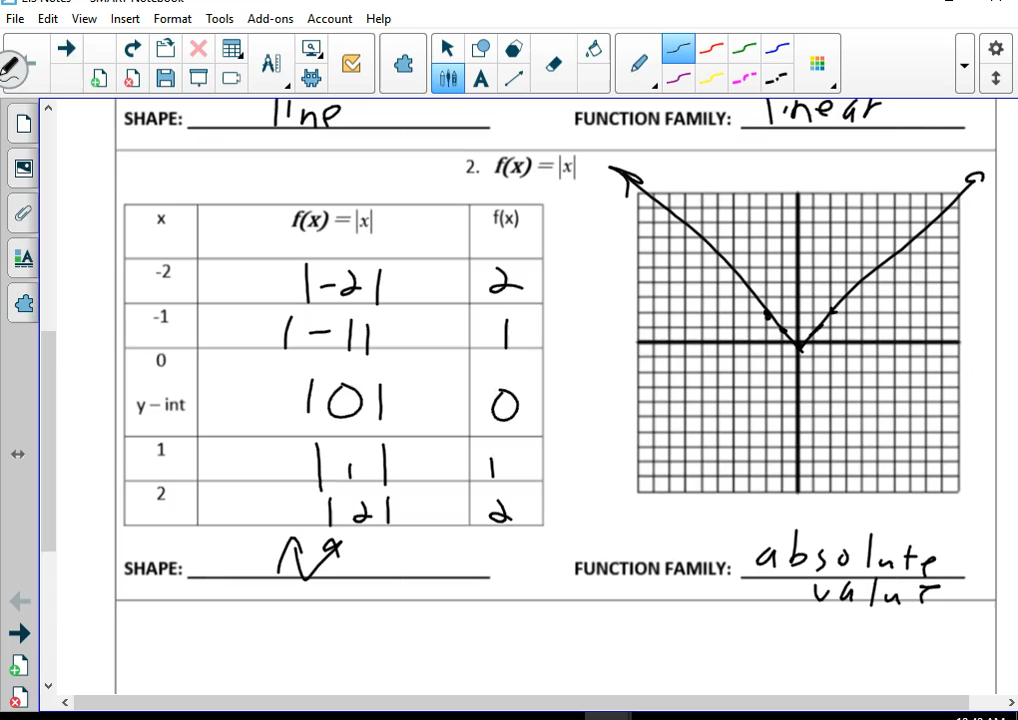 File Edit View Insert Format Tools Add-ons Account Help
SHAPE: line FUNCTION FAMILY: linear
2. f(x) = |x|
x f(x) = |x| f(x)
-2 |-2| 2
-1 |-1| 1
0
y – int |0| 0
1 |1| 1
2 |2| 2
SHAPE: FUNCTION FAMILY: absolute
value